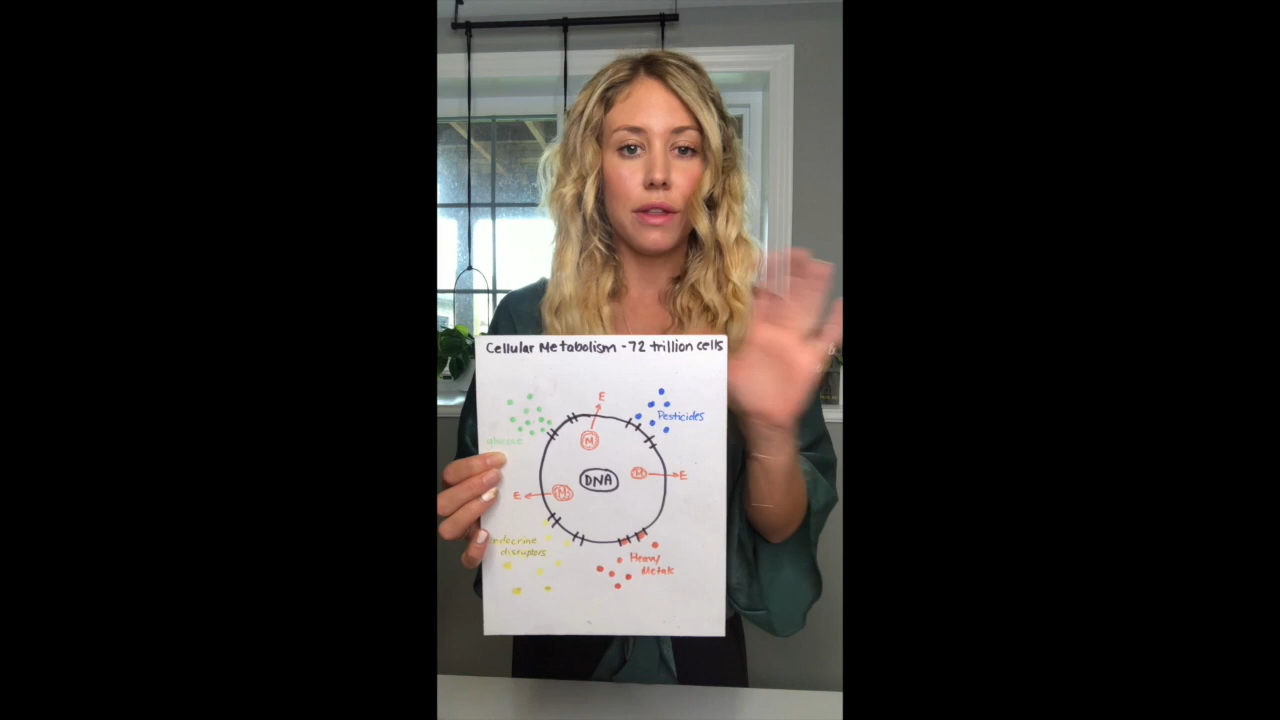 Cellular Metabolism - 72 trillion cells
E
Pesticides
glucose
M
DNA
M
E
E
M
Endocrine
disruptors
Heavy
Metals